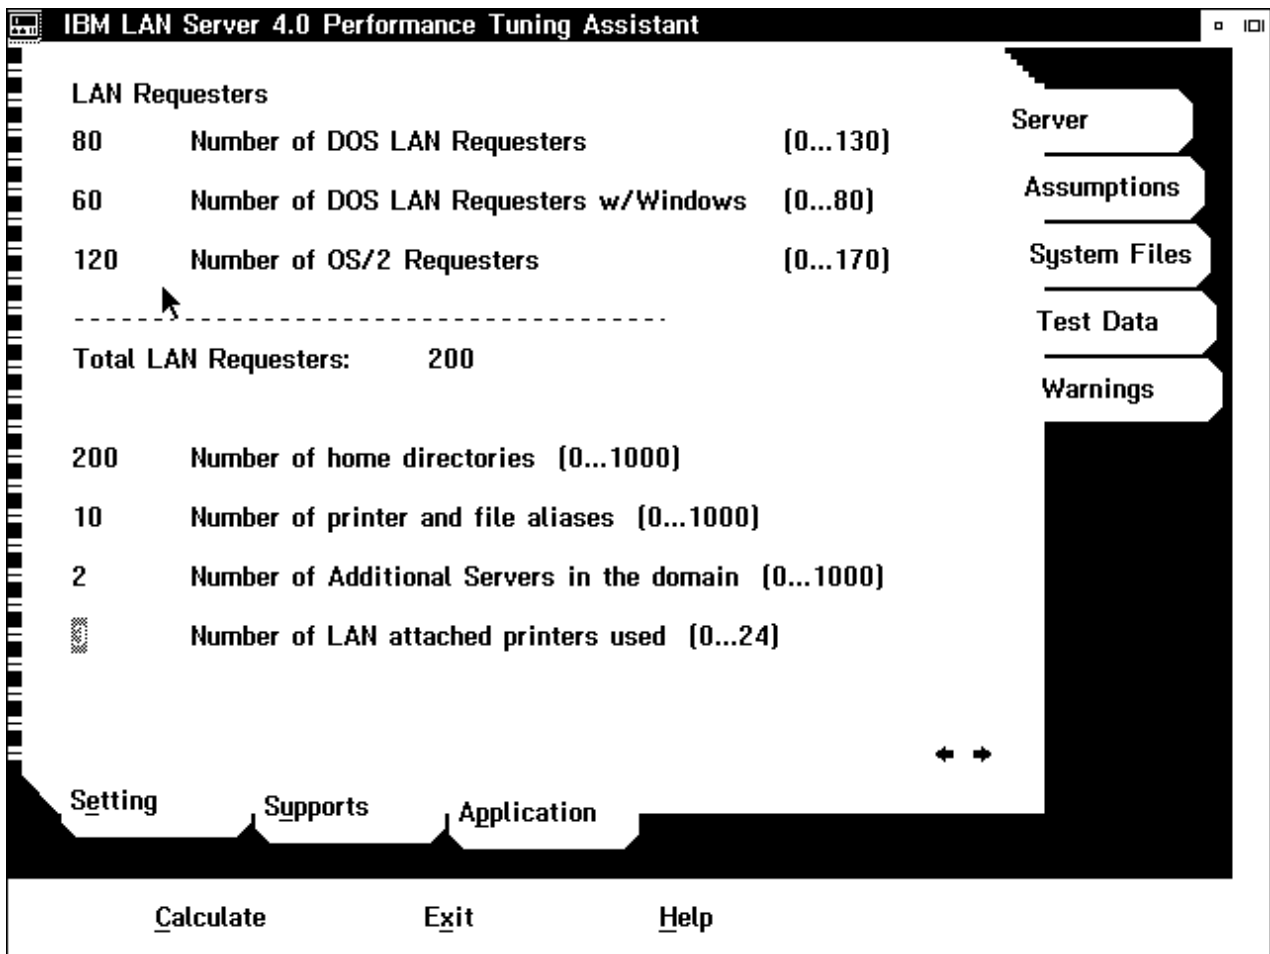 IBM LAN Server 4.0 Performance Tuning Assistant
LAN Requesters
80 Number of DOS LAN Requesters (0...130)
60 Number of DOS LAN Requesters w/Windows (0...80)
120 Number of OS/2 Requesters (0...170)
Total LAN Requesters: 200
200 Number of home directories (0...1000)
10 Number of printer and file aliases (0...1000)
2 Number of Additional Servers in the domain (0...1000)
Number of LAN attached printers used (0...24)
Server
Assumptions
System Files
Test Data
Warnings
Setting
Supports
Application
Calculate
Exit
Help